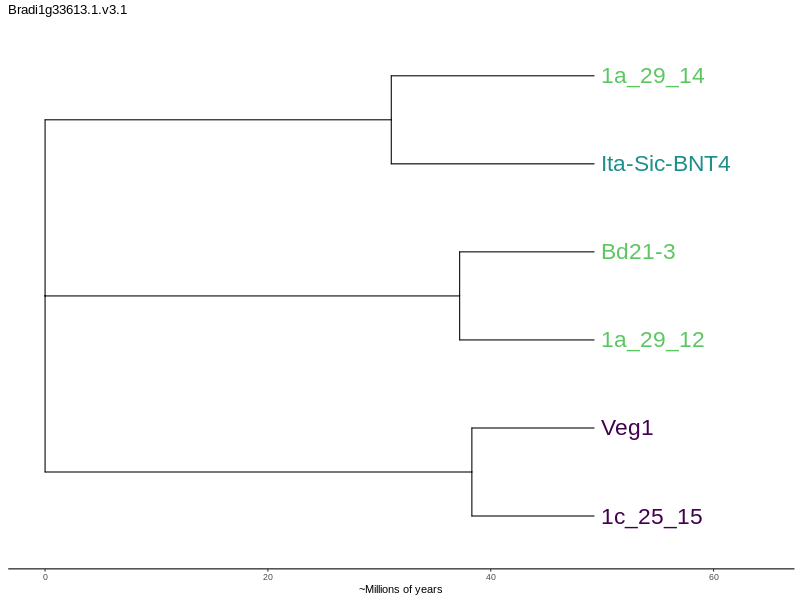 Bradi1g33613.1.v3.1
1a_29_14
Ita-Sic-BNT4
Bd21-3
1a_29_12
Veg1
1c_25_15
0 20 40 60
~Millions of years